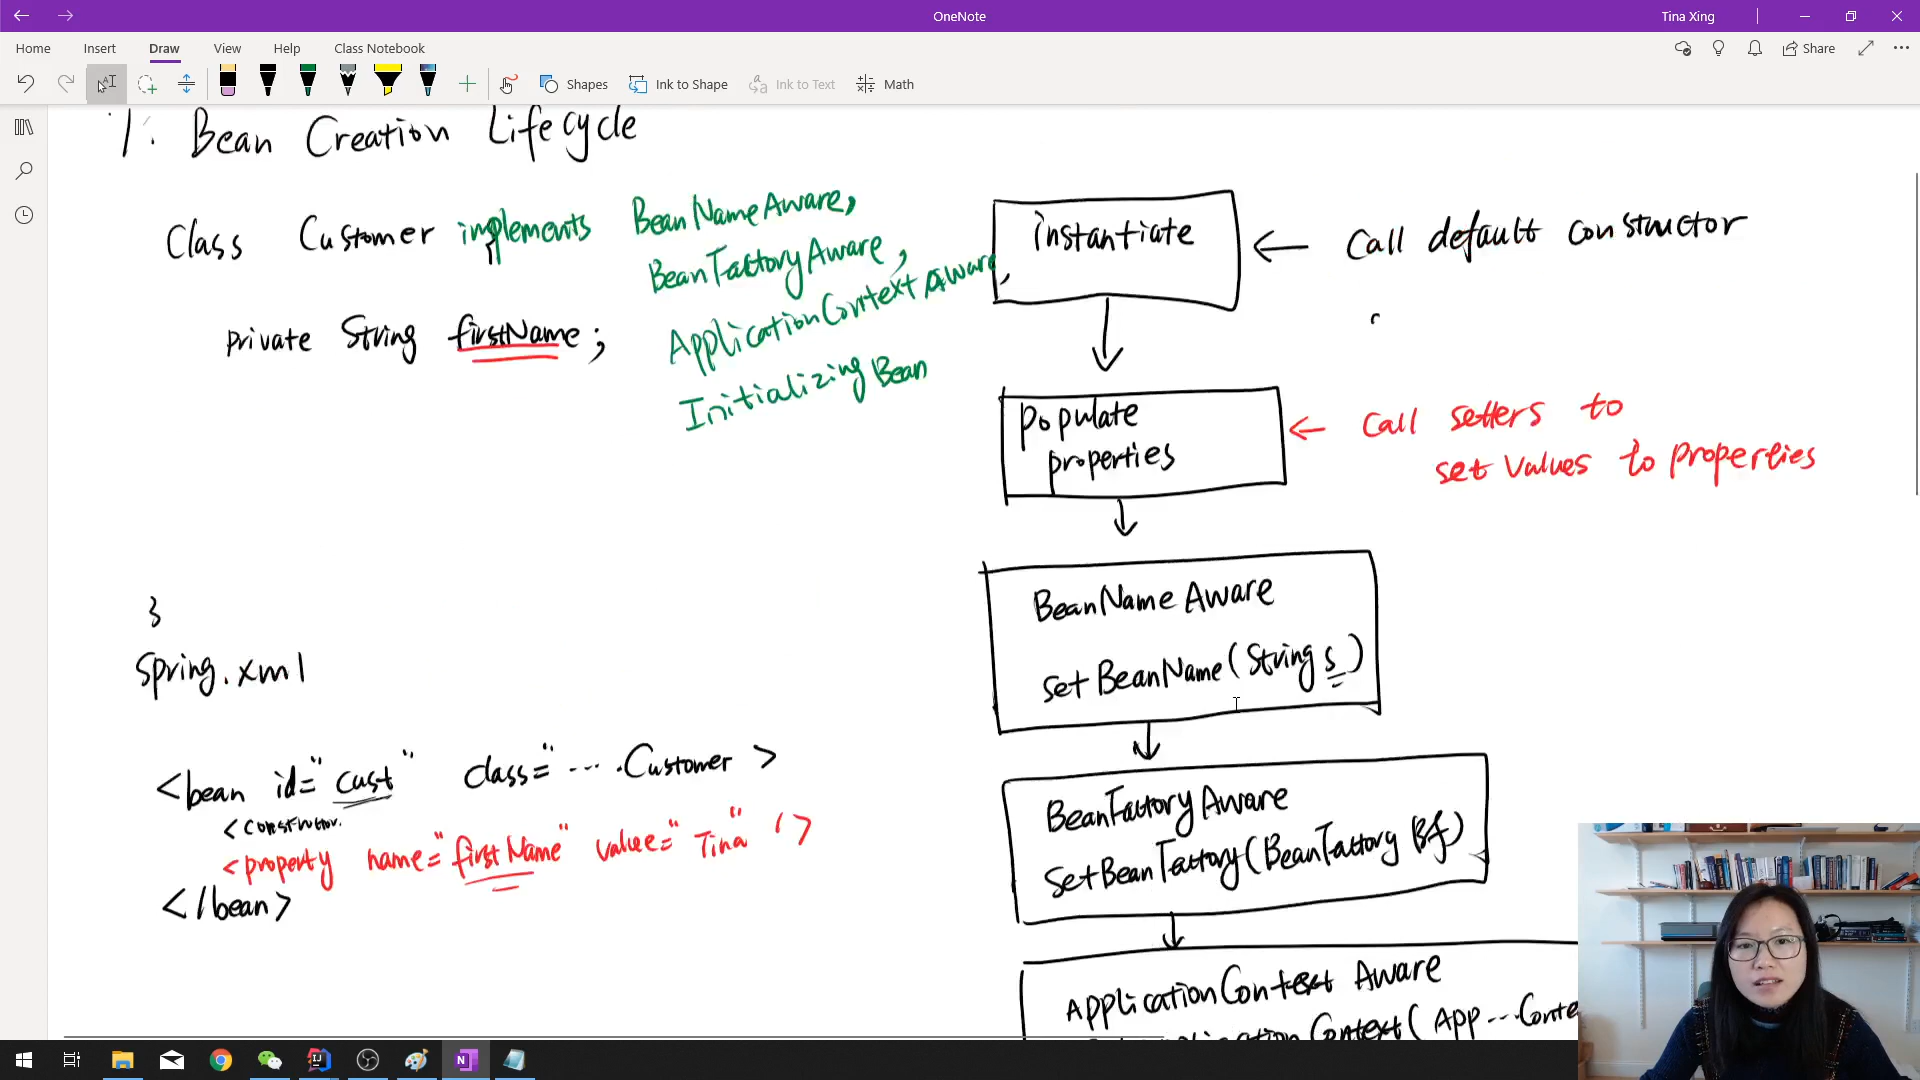 OneNote
Tina Xing
Home Insert Draw View Help Class Notebook
Share
Shapes Ink to Shape Ink to Text Math
1. Bean Creation Lifecycle
Class Customer implements BeanNameAware,
BeanFactoryAware,
ApplicationContextAware,
InitializingBean
{
private String firstName;
}
Spring.xml
<bean id="cust" class="... .Customer >
<constructor.
<property name="firstName" value="Tina" />
</bean>
instantiate
← Call default constructor
populate
properties
← Call setters to
set values to properties
BeanNameAware
setBeanName(String s)
BeanFactoryAware
SetBeanFactory(BeanFactory Bf)
ApplicationContext Aware
Context(App...Conte